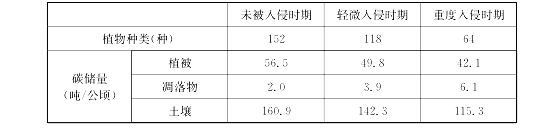 未被入侵时期 轻微入侵时期 重度入侵时期
植物种类(种) 152 118 64
碳储量(吨/公顷) 植被 56.5 49.8 42.1
凋落物 2.0 3.9 6.1
土壤 160.9 142.3 115.3